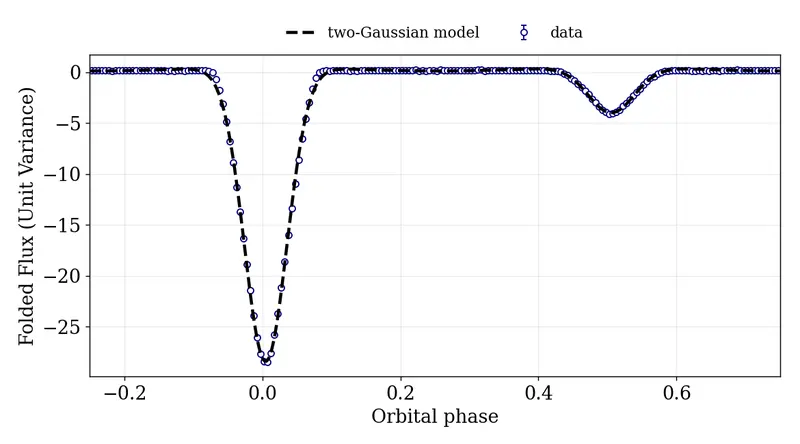 two-Gaussian model
data
Folded Flux (Unit Variance)
0
−5
−10
−15
−20
−25
−0.2
0.0
0.2
0.4
0.6
Orbital phase